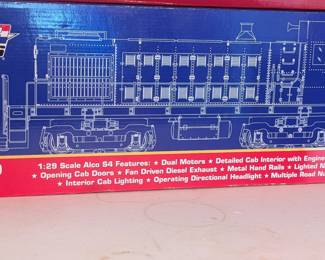 1:29 Scale Alco S4 Features: ★ Dual Motors ★ Detailed Cab Interior with Engine
★ Opening Cab Doors ★ Fan Driven Diesel Exhaust ★ Metal Hand Rails ★ Lighted N
★ Interior Cab Lighting ★ Operating Directional Headlight ★ Multiple Road Nu